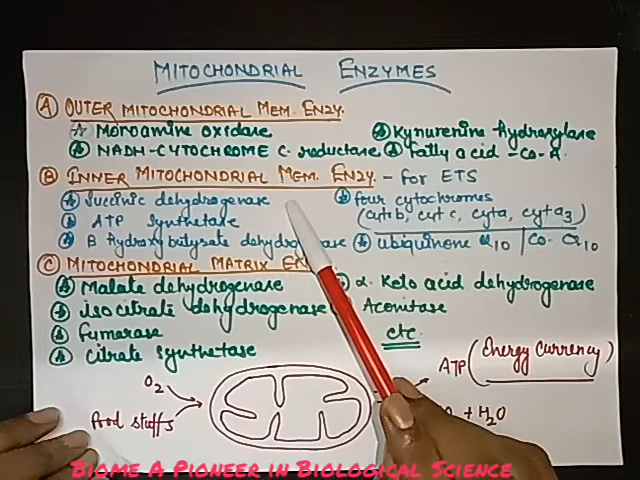 MITOCHONDRIAL ENZYMES
A OUTER MITOCHONDRIAL MEM. ENZY.
Monoamine oxidase Kynurenine hydroxylase
NADH-CYTOCHROME C. reductase Fatty acid -Co-A.
B INNER MITOCHONDRIAL MEM. ENZY. - for ETS
Succinic dehydrogenase four cytochromes
ATP synthetase (cyt b, cyt c, cyt a, cyt a3)
β hydroxybutysate dehydrogenase ubiquinone Q10 | Co-Q10
C MITOCHONDRIAL MATRIX
Malate dehydrogenase α. Keto acid dehydrogenase
isocitrate dehydrogenase Aconitase
fumerase etc.
citrate synthetase
O2 ATP (Energy Currency)
Food stuffs + H2O
Biome A Pioneer in Biological Science